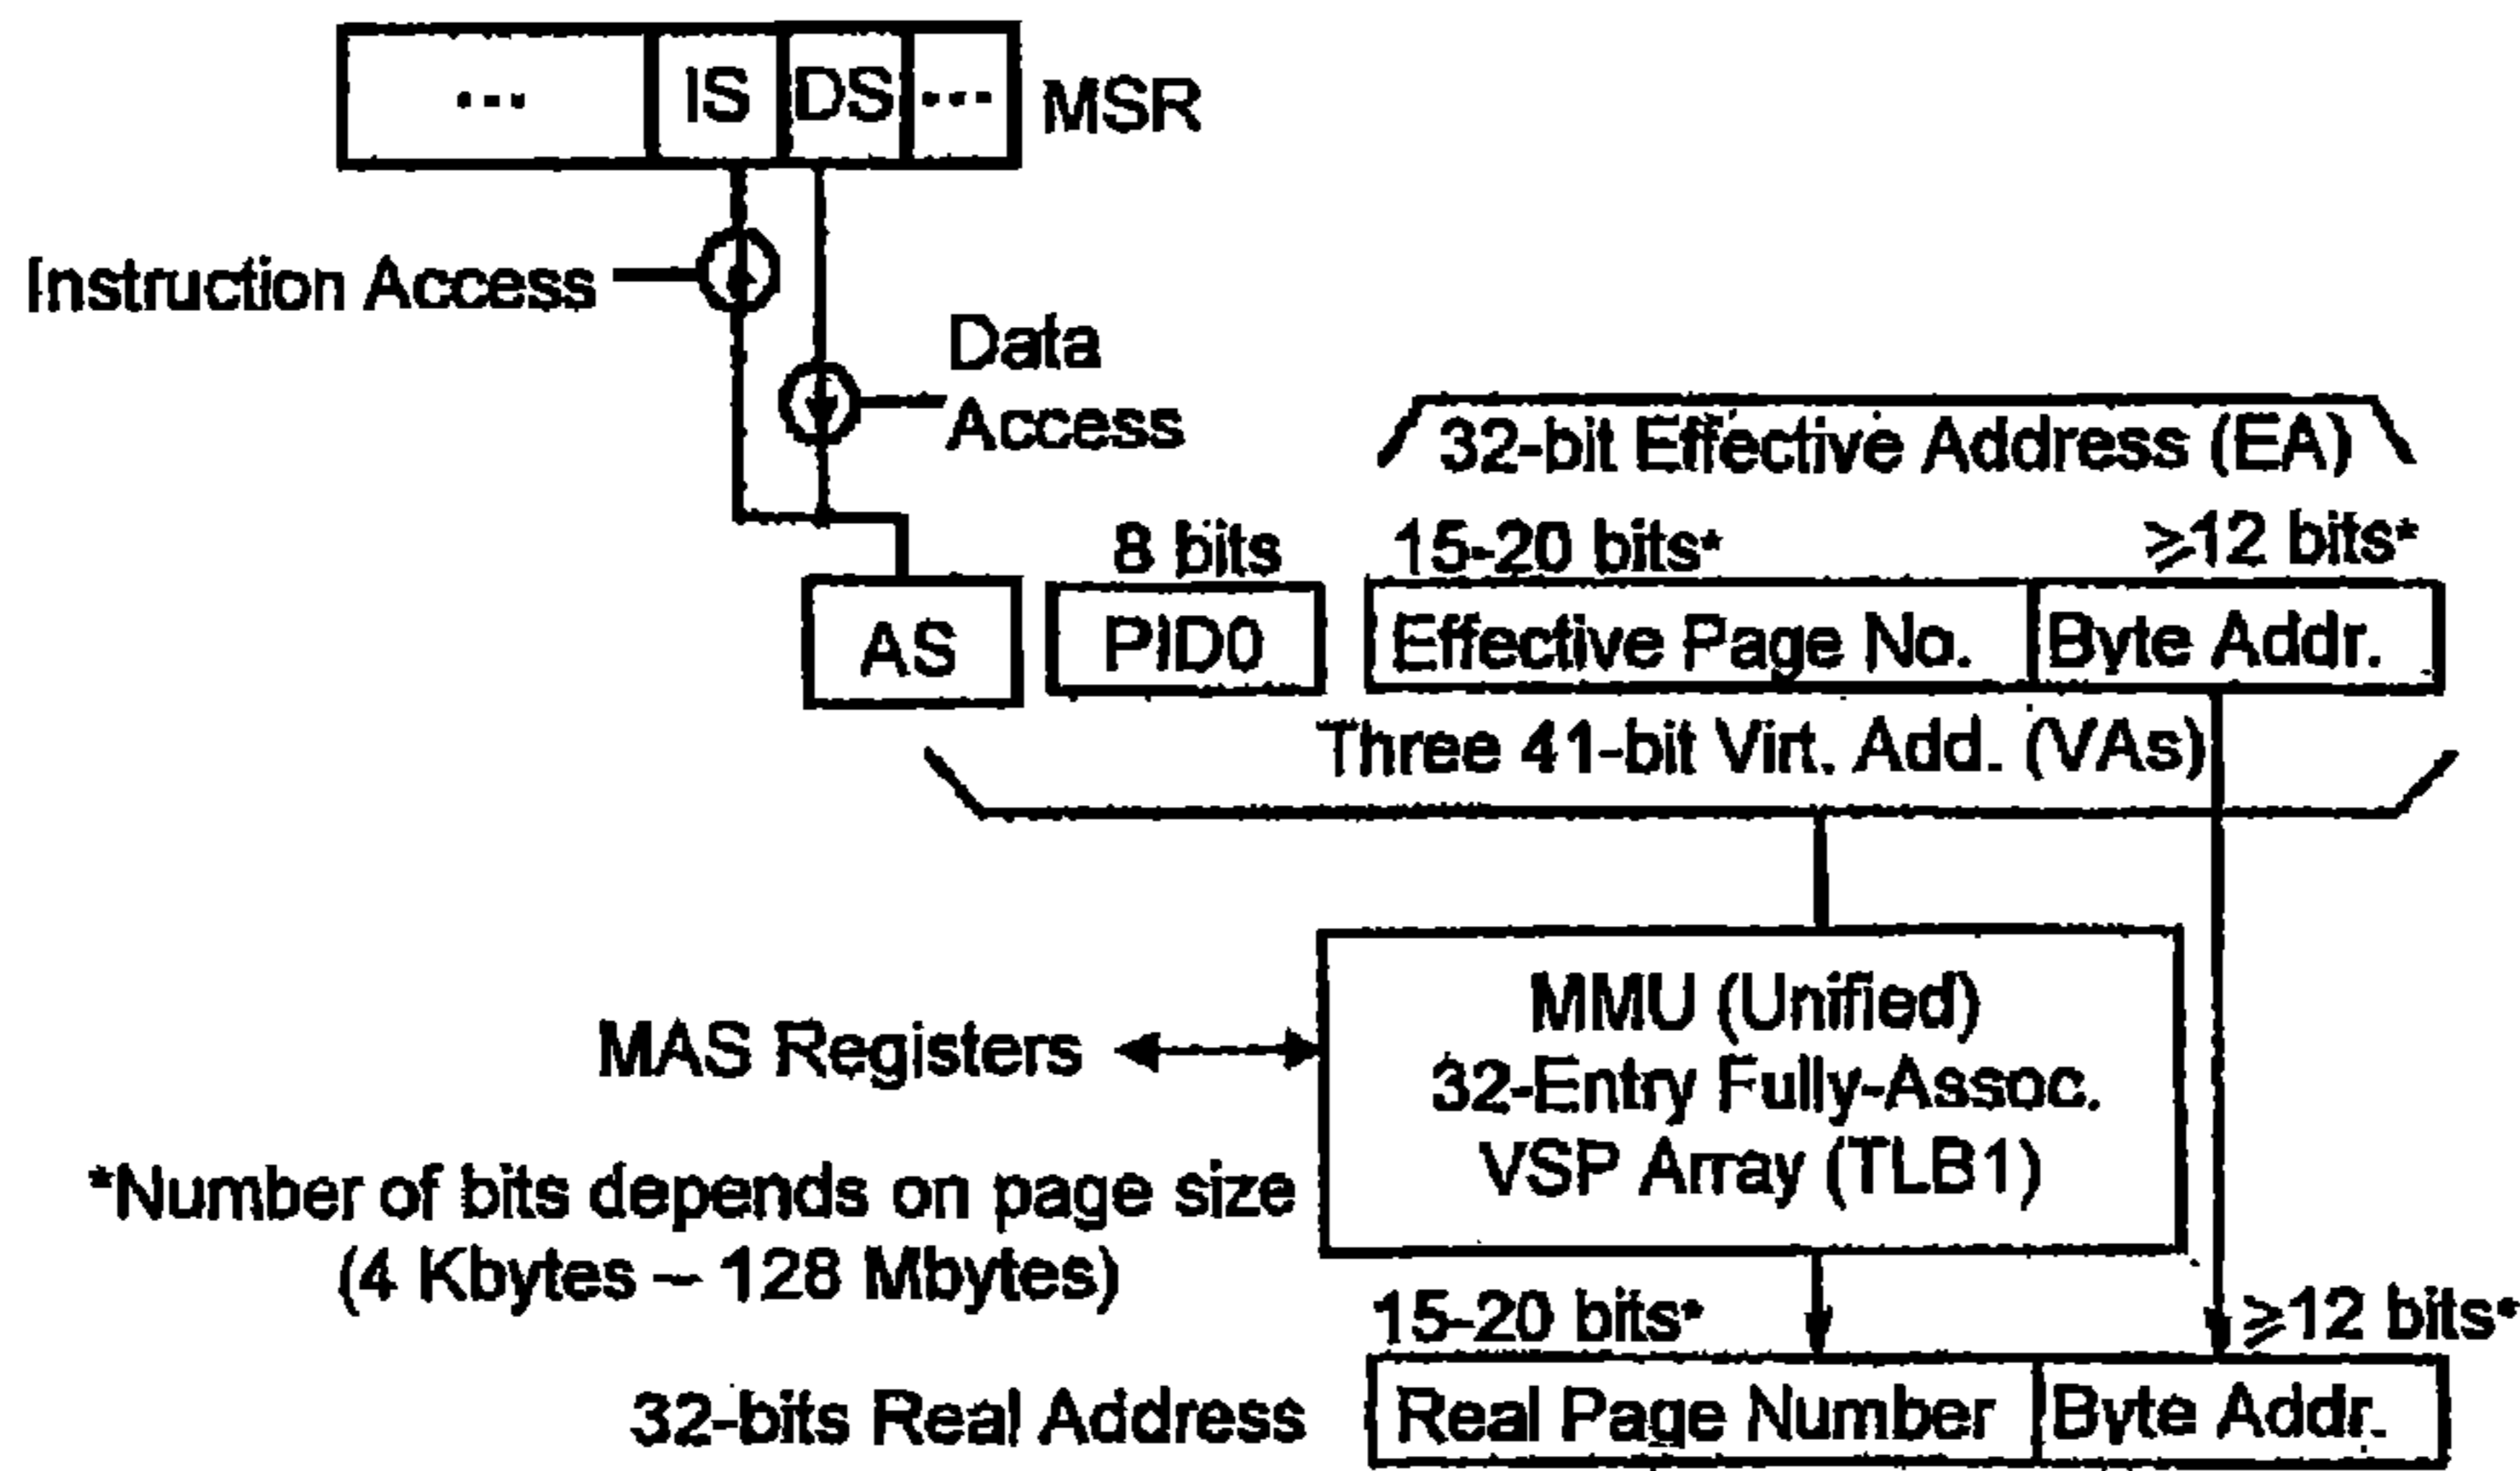 ... IS DS ... MSR
Instruction Access
Data
Access
32-bit Effective Address (EA)
8 bits 15-20 bits* ⩾12 bits*
AS PID0 Effective Page No. Byte Addr.
Three 41-bit Virt. Add. (VAs)
MMU (Unified)
32-Entry Fully-Assoc.
VSP Array (TLB1)
MAS Registers
*Number of bits depends on page size
(4 Kbytes – 128 Mbytes)
15-20 bits* ⩾12 bits*
32-bits Real Address Real Page Number Byte Addr.